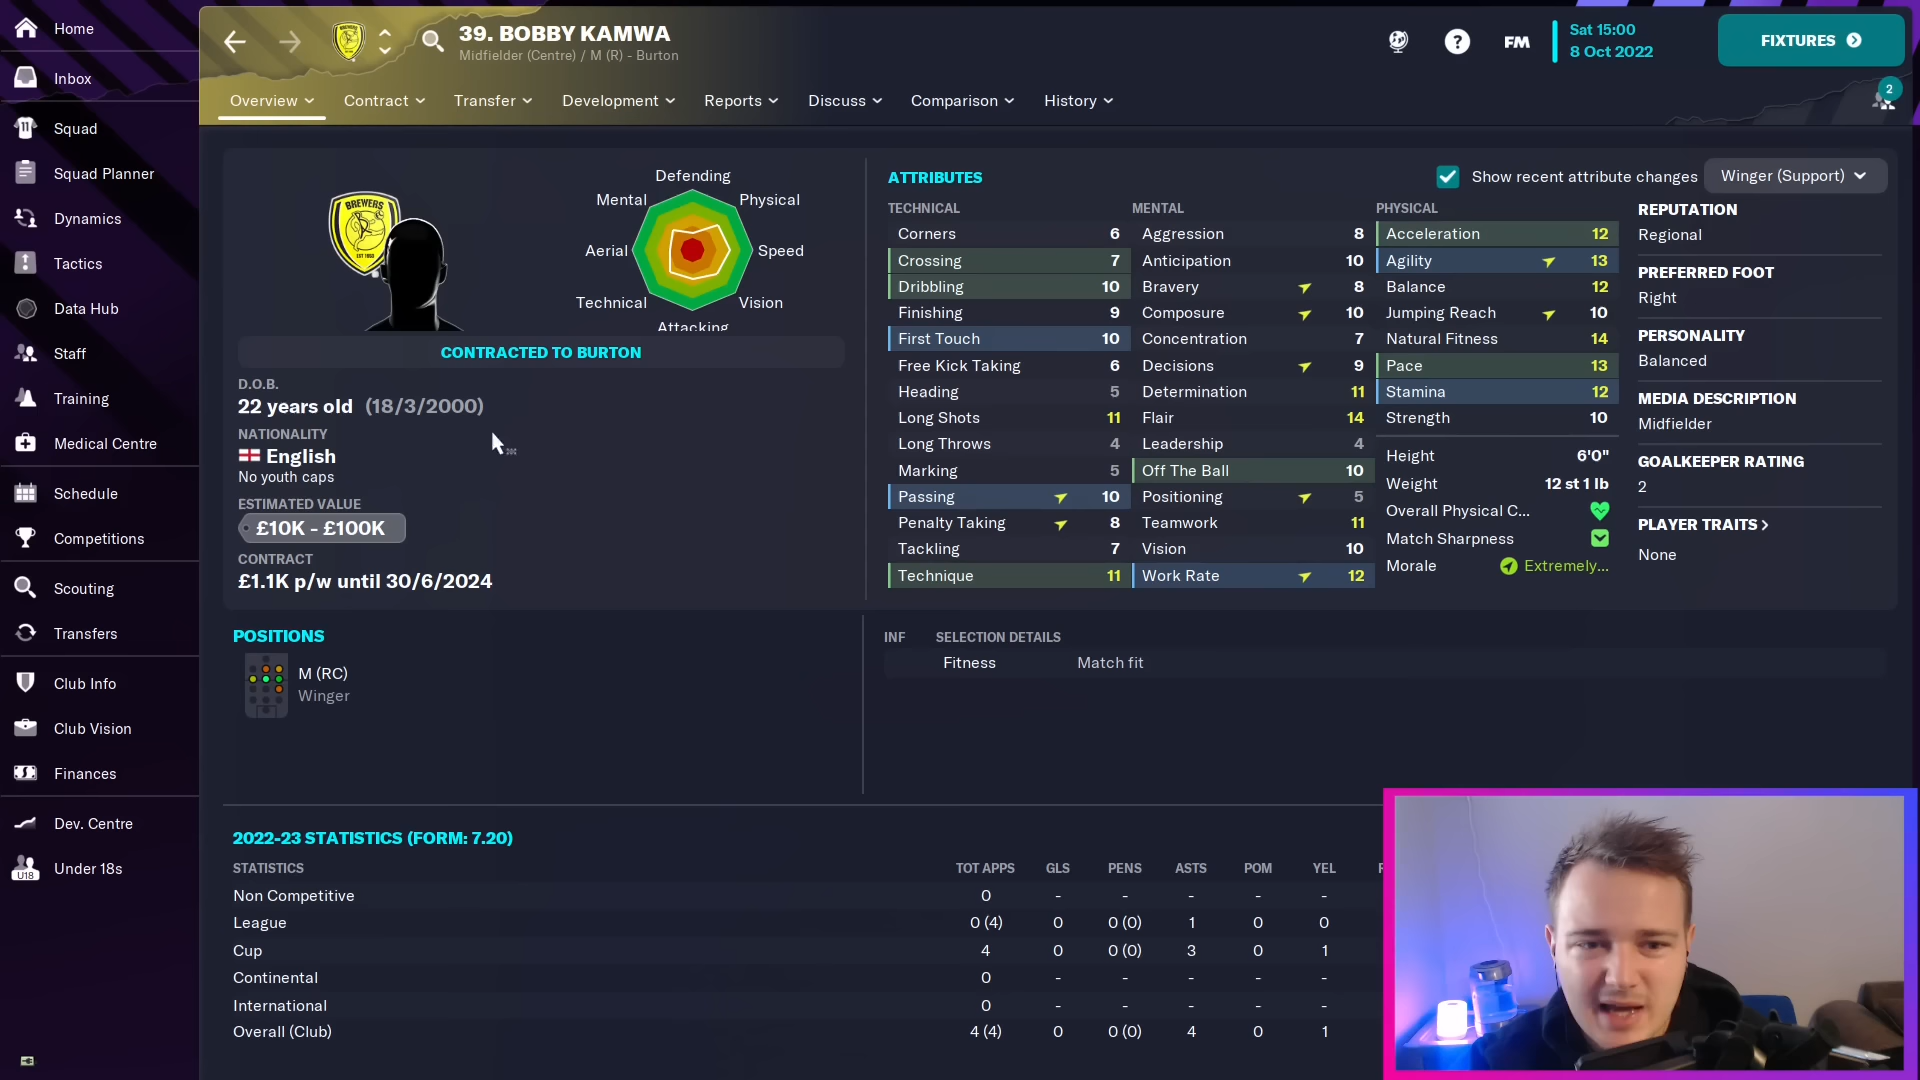 Home
Inbox
Squad
Squad Planner
Dynamics
Tactics
Data Hub
Staff
Training
Medical Centre
Schedule
Competitions
Scouting
Transfers
Club Info
Club Vision
Finances
Dev. Centre
U18 Under 18s
39. BOBBY KAMWA
Midfielder (Centre) / M (R) - Burton
? FM
Sat 15:00
8 Oct 2022
FIXTURES
Overview Contract Transfer Development Reports Discuss Comparison History
2
BREWERS
Defending
Mental Physical
Aerial Speed
Technical Vision
Attacking
CONTRACTED TO BURTON
D.O.B.
22 years old (18/3/2000)
NATIONALITY
English
No youth caps
ESTIMATED VALUE
£10K - £100K
CONTRACT
£1.1K p/w until 30/6/2024
ATTRIBUTES
Show recent attribute changes
Winger (Support)
TECHNICAL
Corners 6
Crossing 7
Dribbling 10
Finishing 9
First Touch 10
Free Kick Taking 6
Heading 5
Long Shots 11
Long Throws 4
Marking 5
Passing 10
Penalty Taking 8
Tackling 7
Technique 11
MENTAL
Aggression 8
Anticipation 10
Bravery 8
Composure 10
Concentration 7
Decisions 9
Determination 11
Flair 14
Leadership 4
Off The Ball 10
Positioning 5
Teamwork 11
Vision 10
Work Rate 12
PHYSICAL
Acceleration 12
Agility 13
Balance 12
Jumping Reach 10
Natural Fitness 14
Pace 13
Stamina 12
Strength 10
Height 6'0"
Weight 12 st 1 lb
Overall Physical C...
Match Sharpness
Morale Extremely...
REPUTATION
Regional
PREFERRED FOOT
Right
PERSONALITY
Balanced
MEDIA DESCRIPTION
Midfielder
GOALKEEPER RATING
2
PLAYER TRAITS
None
POSITIONS
M (RC)
Winger
INF SELECTION DETAILS
Fitness Match fit
2022-23 STATISTICS (FORM: 7.20)
STATISTICS TOT APPS GLS PENS ASTS POM YEL
Non Competitive 0 - - - - -
League 0 (4) 0 0 (0) 1 0 0
Cup 4 0 0 (0) 3 0 1
Continental 0 - - - - -
International 0 - - - - -
Overall (Club) 4 (4) 0 0 (0) 4 0 1